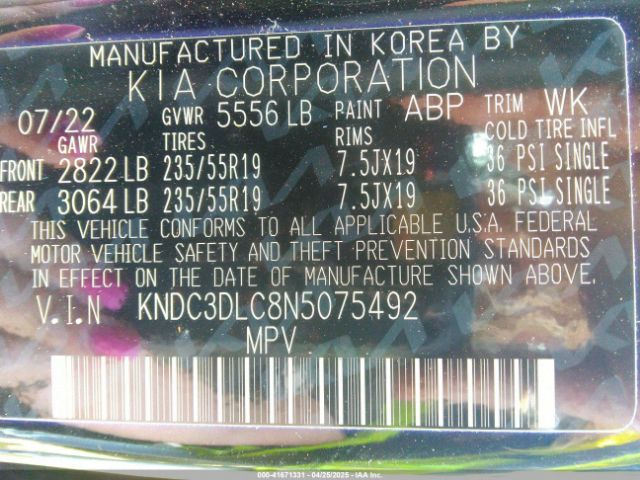 MANUFACTURED IN KOREA BY
KIA CORPORATION
07/22 GVWR 5556 LB PAINT ABP TRIM WK
GAWR TIRES RIMS COLD TIRE INFL
FRONT 2822 LB 235/55R19 7.5JX19 36 PSI SINGLE
REAR 3064 LB 235/55R19 7.5JX19 36 PSI SINGLE
THIS VEHICLE CONFORMS TO ALL APPLICABLE U.S.A. FEDERAL
MOTOR VEHICLE SAFETY AND THEFT PREVENTION STANDARDS
IN EFFECT ON THE DATE OF MANUFACTURE SHOWN ABOVE.
V.I.N KNDC3DLC8N5075492
MPV
000-41671331 - 04/25/2025 - IAA Inc.